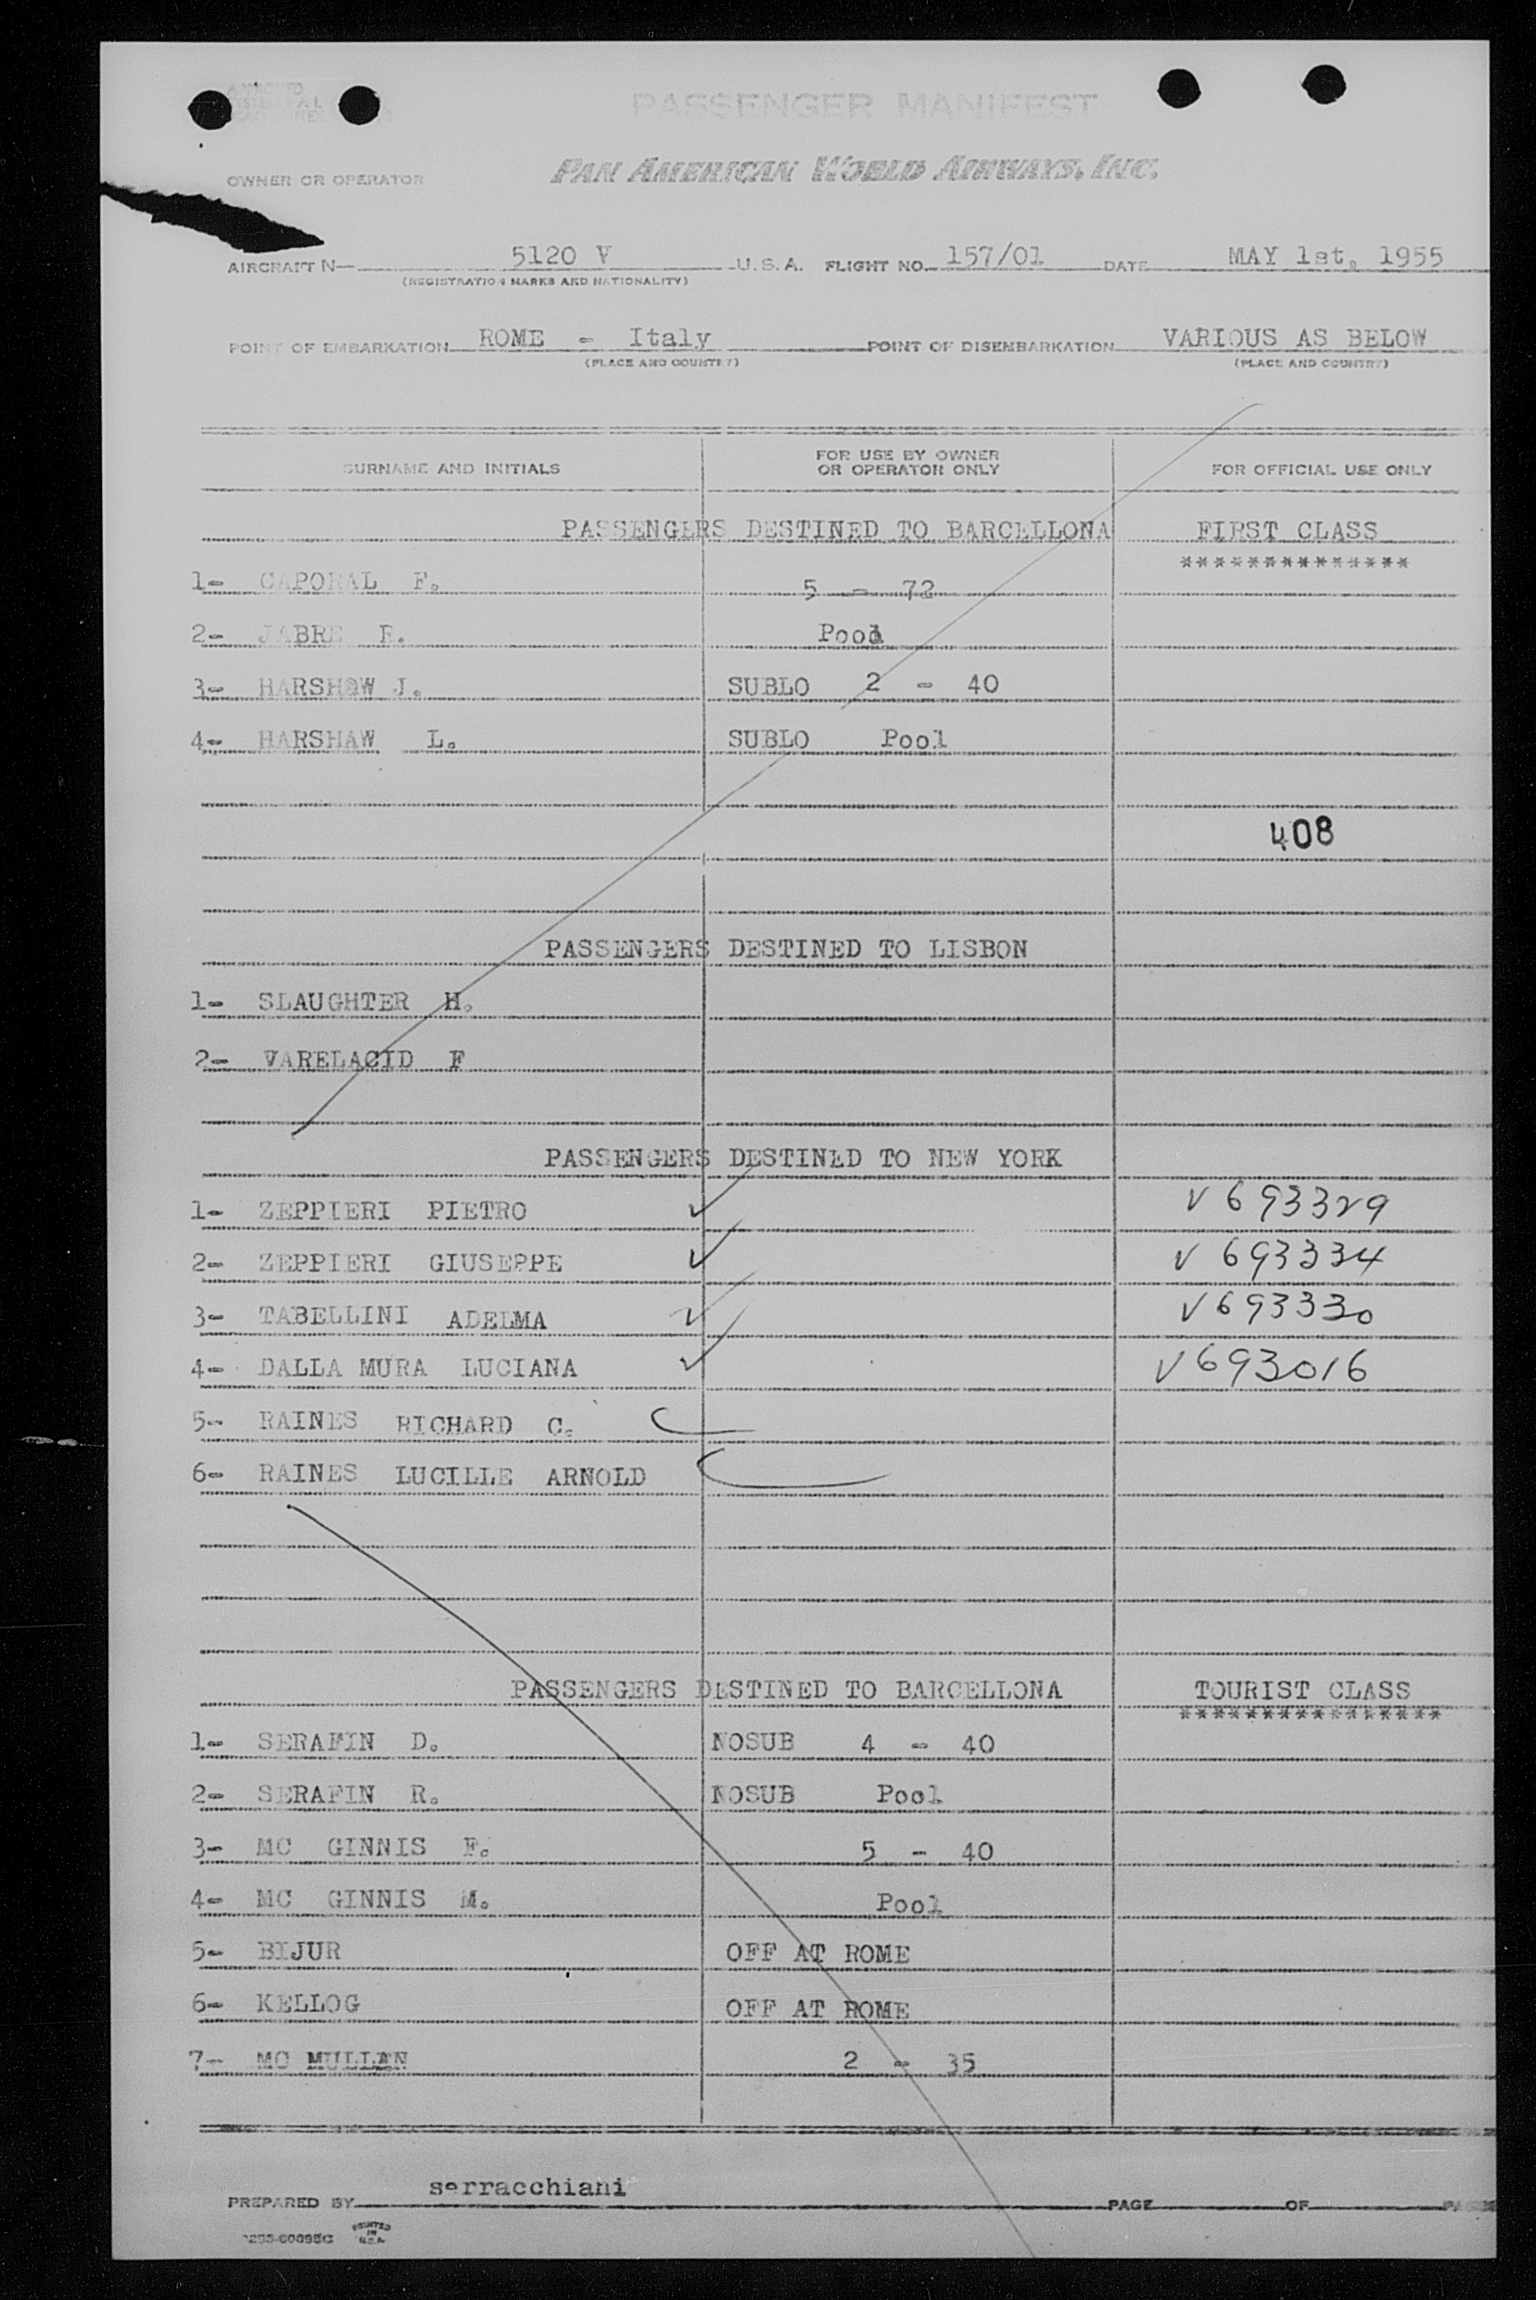 PASSENGER MANIFEST
OWNER OR OPERATOR PAN AMERICAN WORLD AIRWAYS, INC.
AIRCRAFT N- 5120 V U.S.A. FLIGHT NO. 157/01 DATE MAY 1st, 1955
(REGISTRATION MARKS AND NATIONALITY)
POINT OF EMBARKATION ROME - Italy POINT OF DISEMBARKATION VARIOUS AS BELOW
(PLACE AND COUNTRY) (PLACE AND COUNTRY)
SURNAME AND INITIALS FOR USE BY OWNER OR OPERATOR ONLY FOR OFFICIAL USE ONLY
PASSENGERS DESTINED TO BARCELLONA FIRST CLASS
**************
1- CAPORAL F. 5 - 72
2- JABRE R. Pool
3- HARSHAW J. SUBLO 2 - 40
4- HARSHAW L. SUBLO Pool
408
PASSENGERS DESTINED TO LISBON
1- SLAUGHTER H.
2- VARELACID F
PASSENGERS DESTINED TO NEW YORK
1- ZEPPIERI PIETRO ✓ V 693329
2- ZEPPIERI GIUSEPPE ✓ V 693334
3- TABELLINI ADELMA ✓ V 693330
4- DALLA MURA LUCIANA ✓ V 693016
5- RAINES RICHARD C.
6- RAINES LUCILLE ARNOLD
PASSENGERS DESTINED TO BARCELLONA TOURIST CLASS
****************
1- SERAFIN D. NOSUB 4 - 40
2- SERAFIN R. NOSUB Pool
3- MC GINNIS F. 5 - 40
4- MC GINNIS M. Pool
5- BIJUR OFF AT ROME
6- KELLOG OFF AT ROME
7- MC MULLEN 2 - 35
PREPARED BY serracchiani PAGE OF
PRINTED IN U.S.A.